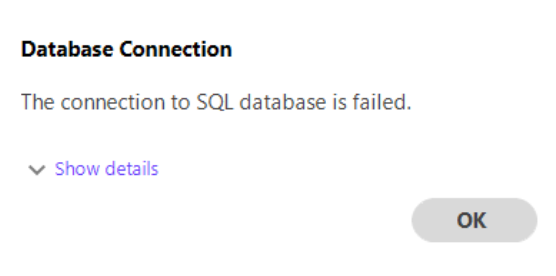 Database Connection
The connection to SQL database is failed.
Show details
OK